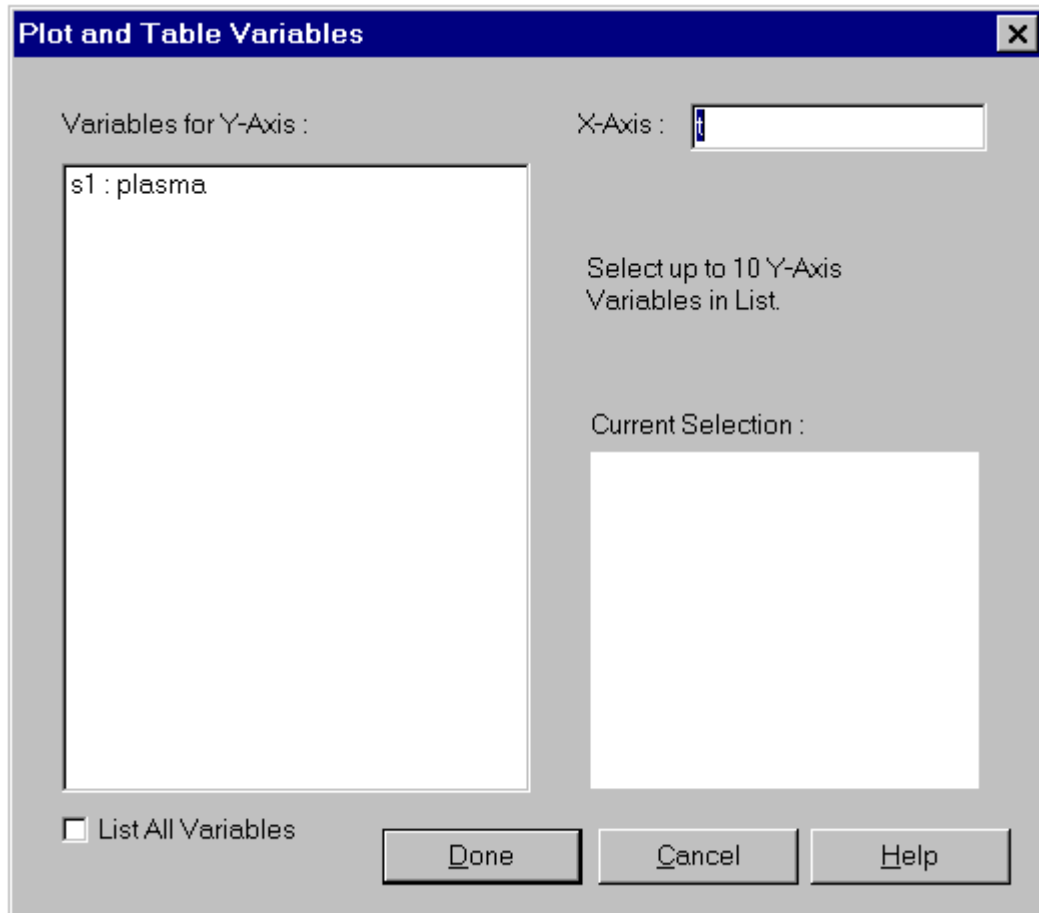 Plot and Table Variables
Variables for Y-Axis :
X-Axis :
t
s1 : plasma
Select up to 10 Y-Axis
Variables in List.
Current Selection :
List All Variables
Done
Cancel
Help